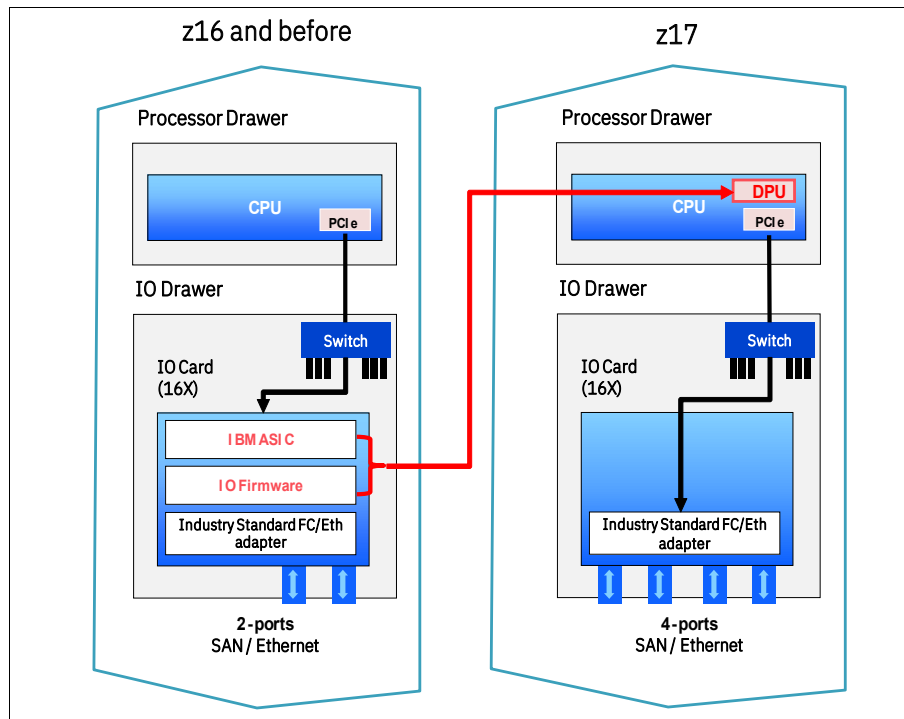 z16 and before
Processor Drawer
CPU
PCIe
IO Drawer
Switch
IO Card
(16X)
IBM ASIC
IO Firmware
Industry Standard FC/Eth
adapter
2-ports
SAN / Ethernet
z17
Processor Drawer
DPU
CPU
PCIe
IO Drawer
Switch
IO Card
(16X)
Industry Standard FC/Eth
adapter
4-ports
SAN / Ethernet